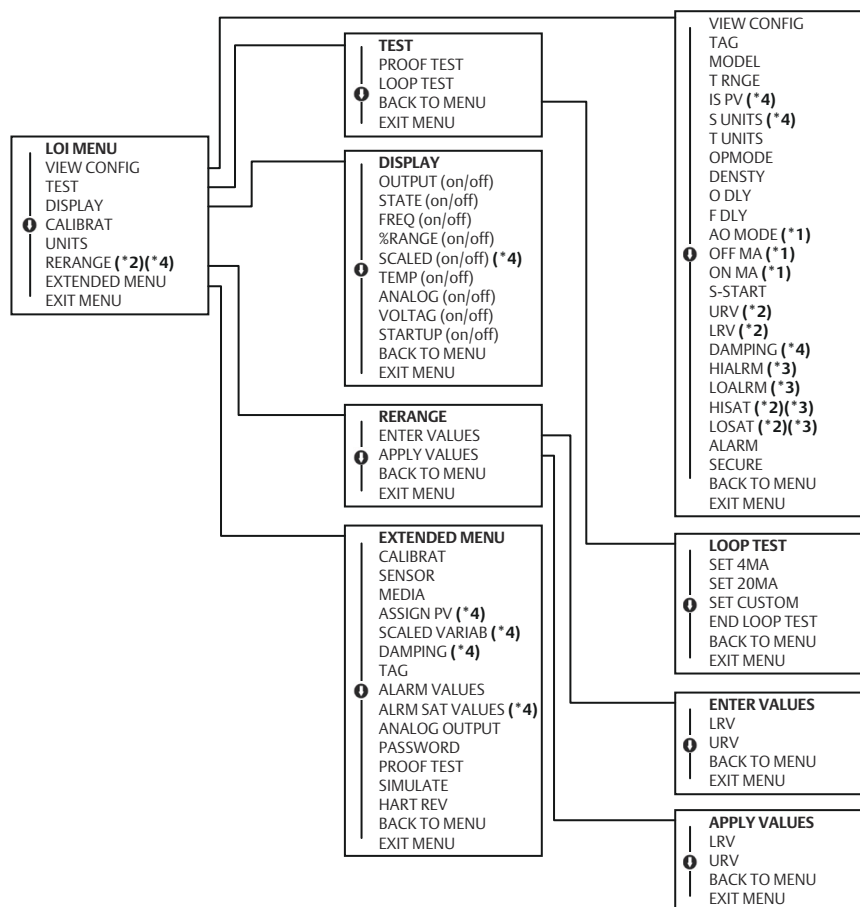 LOI MENU
VIEW CONFIG
TEST
DISPLAY
CALIBRAT
UNITS
RERANGE (*2)(*4)
EXTENDED MENU
EXIT MENU
TEST
PROOF TEST
LOOP TEST
BACK TO MENU
EXIT MENU
DISPLAY
OUTPUT (on/off)
STATE (on/off)
FREQ (on/off)
%RANGE (on/off)
SCALED (on/off) (*4)
TEMP (on/off)
ANALOG (on/off)
VOLTAG (on/off)
STARTUP (on/off)
BACK TO MENU
EXIT MENU
RERANGE
ENTER VALUES
APPLY VALUES
BACK TO MENU
EXIT MENU
EXTENDED MENU
CALIBRAT
SENSOR
MEDIA
ASSIGN PV (*4)
SCALED VARIAB (*4)
DAMPING (*4)
TAG
ALARM VALUES
ALRM SAT VALUES (*4)
ANALOG OUTPUT
PASSWORD
PROOF TEST
SIMULATE
HART REV
BACK TO MENU
EXIT MENU
VIEW CONFIG
TAG
MODEL
T RNGE
IS PV (*4)
S UNITS (*4)
T UNITS
OPMODE
DENSTY
O DLY
F DLY
AO MODE (*1)
OFF MA (*1)
ON MA (*1)
S-START
URV (*2)
LRV (*2)
DAMPING (*4)
HIALRM (*3)
LOALRM (*3)
HISAT (*2)(*3)
LOSAT (*2)(*3)
ALARM
SECURE
BACK TO MENU
EXIT MENU
LOOP TEST
SET 4MA
SET 20MA
SET CUSTOM
END LOOP TEST
BACK TO MENU
EXIT MENU
ENTER VALUES
LRV
URV
BACK TO MENU
EXIT MENU
APPLY VALUES
LRV
URV
BACK TO MENU
EXIT MENU